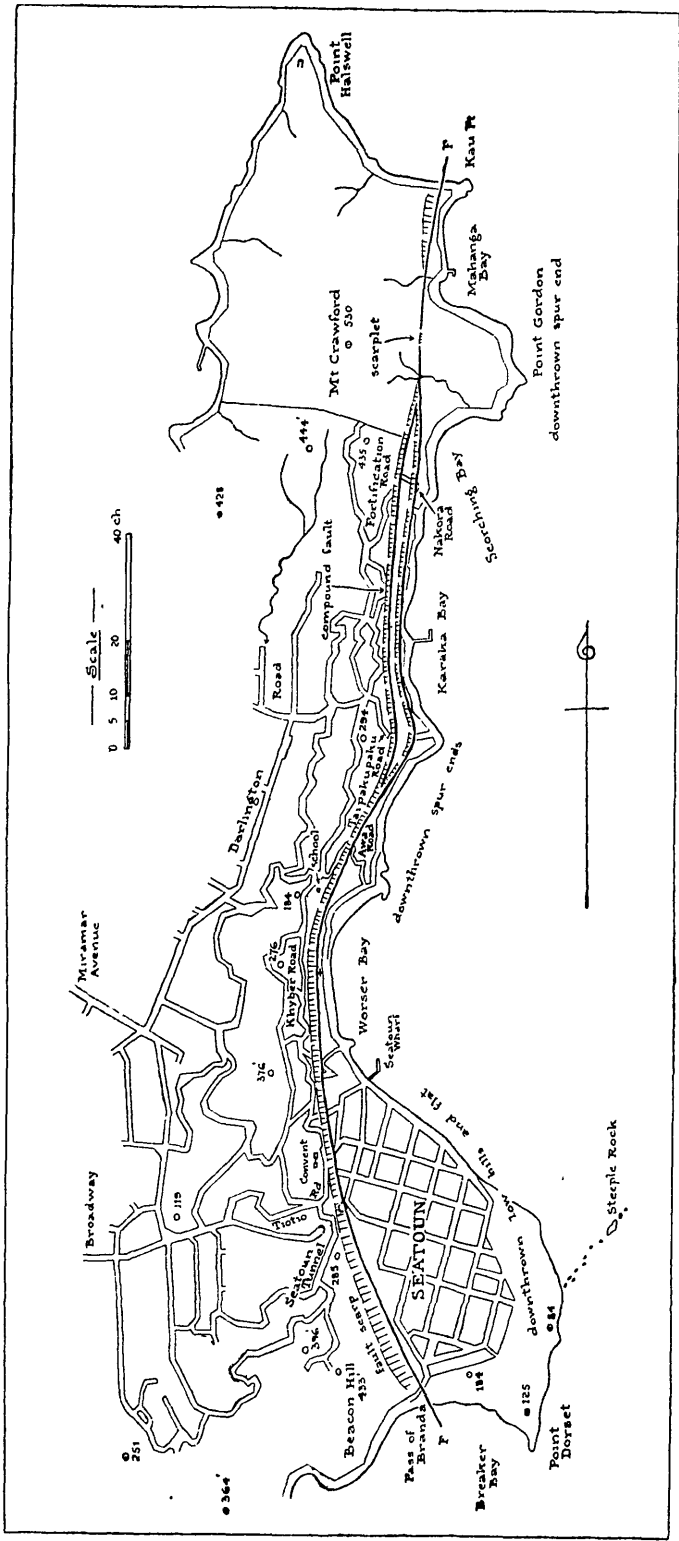 Point
Halswell
F
Kau Pt
Mahanga
Bay
Mt Crawford
530
scarplet
Point Gordon
downthrown spur end
444'
428
435
Fortification
Road
Nakora
Road
Scorching Bay
compound fault
Karaka Bay
Scale
0 5 10 20 40 ch
Road
Darlington
294
Taipakupaku
Road
Awa
Road
School
184
downthrown spur ends
Miramar
Avenue
276
Khyber Road
376'
Worser Bay
Seatoun
Wharf
Convent
Rd
Tio Tio
Broadway
119
Seatoun
Tunnel
285
396'
Beacon Hill
433'
fault scarp
SEATOUN
downthrown low hills and flat
Steeple Rock
84
184
125
Pass of
Branda
F
Breaker
Bay
Point
Dorset
251
364'